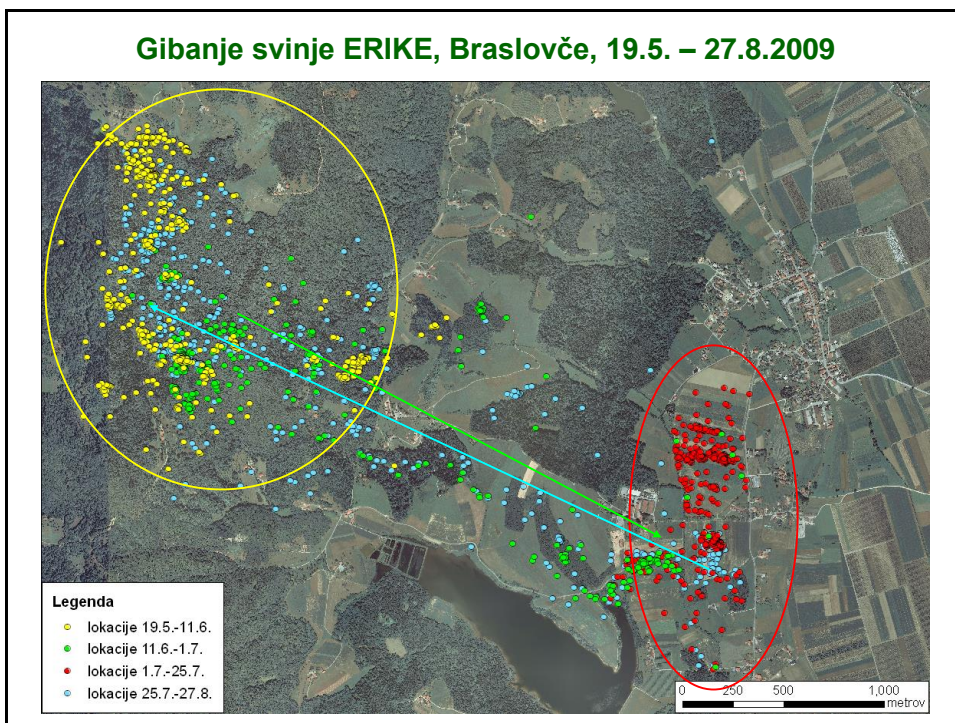 Gibanje svinje ERIKE, Braslovče, 19.5. – 27.8.2009
Legenda
lokacije 19.5.-11.6.
lokacije 11.6.-1.7.
lokacije 1.7.-25.7.
lokacije 25.7.-27.8.
0 250 500 1,000
metrov